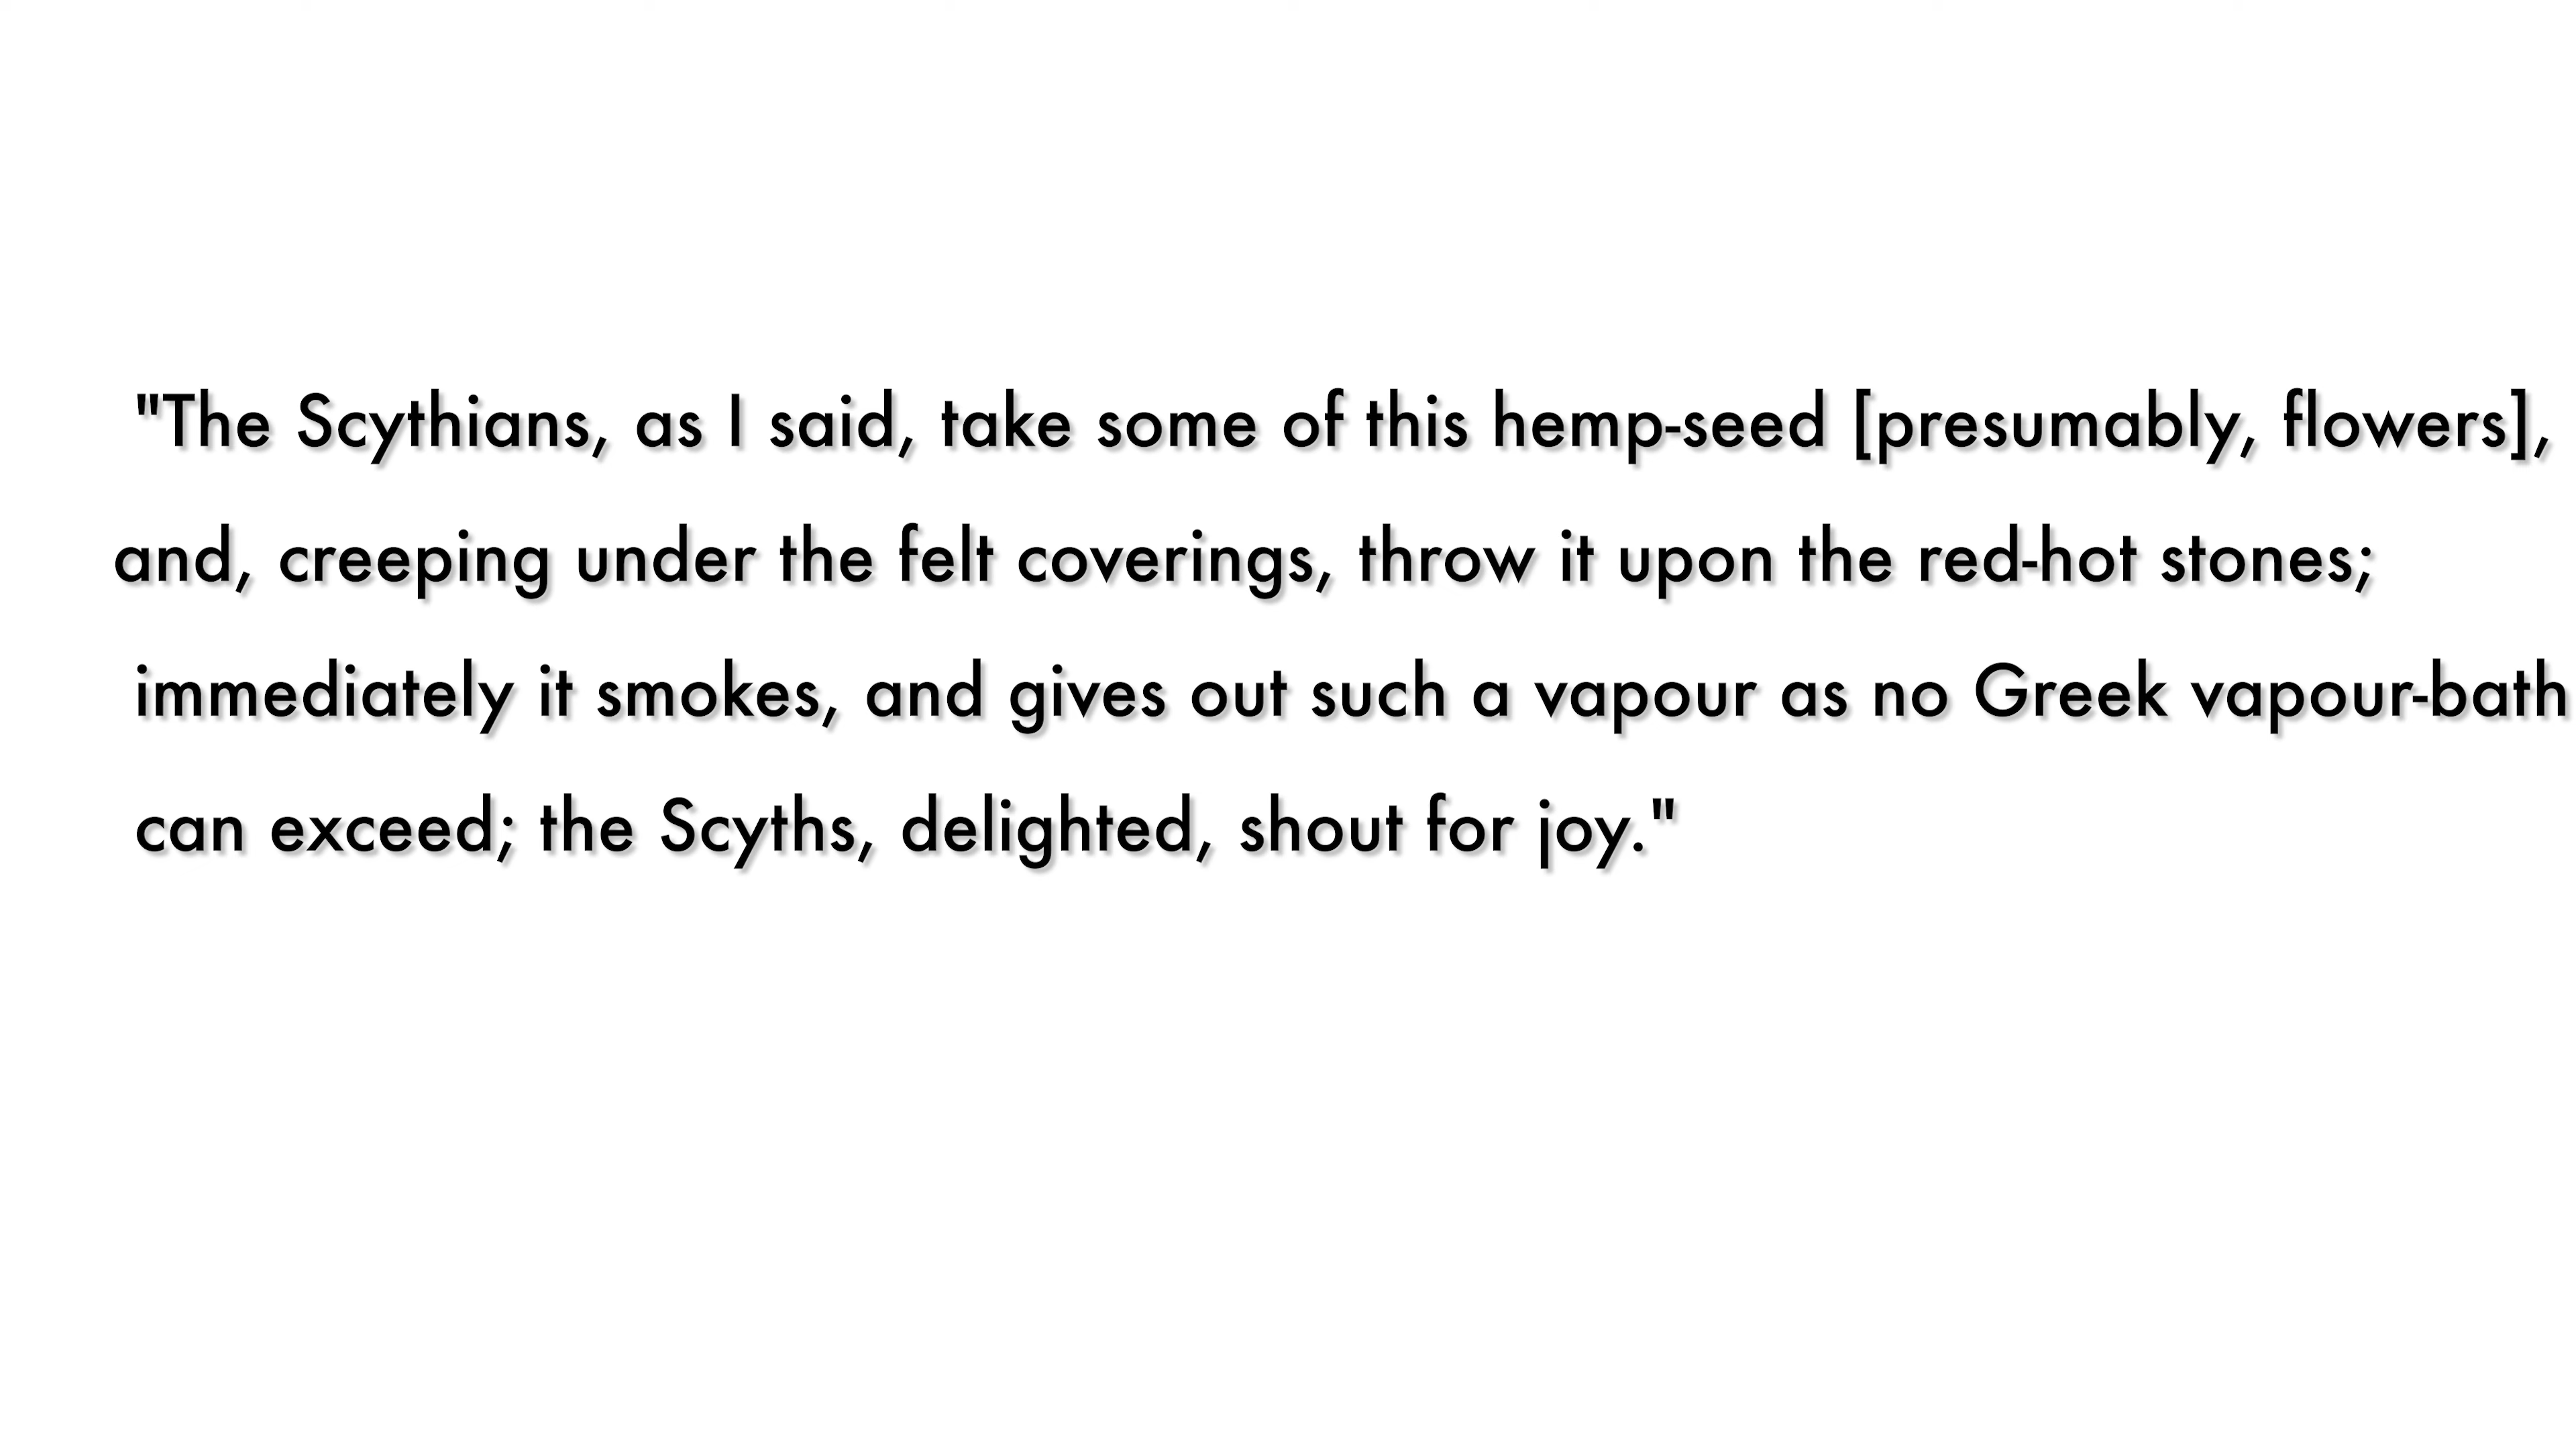 "The Scythians, as I said, take some of this hemp-seed [presumably, flowers],
and, creeping under the felt coverings, throw it upon the red-hot stones;
immediately it smokes, and gives out such a vapour as no Greek vapour-bath
can exceed; the Scyths, delighted, shout for joy."